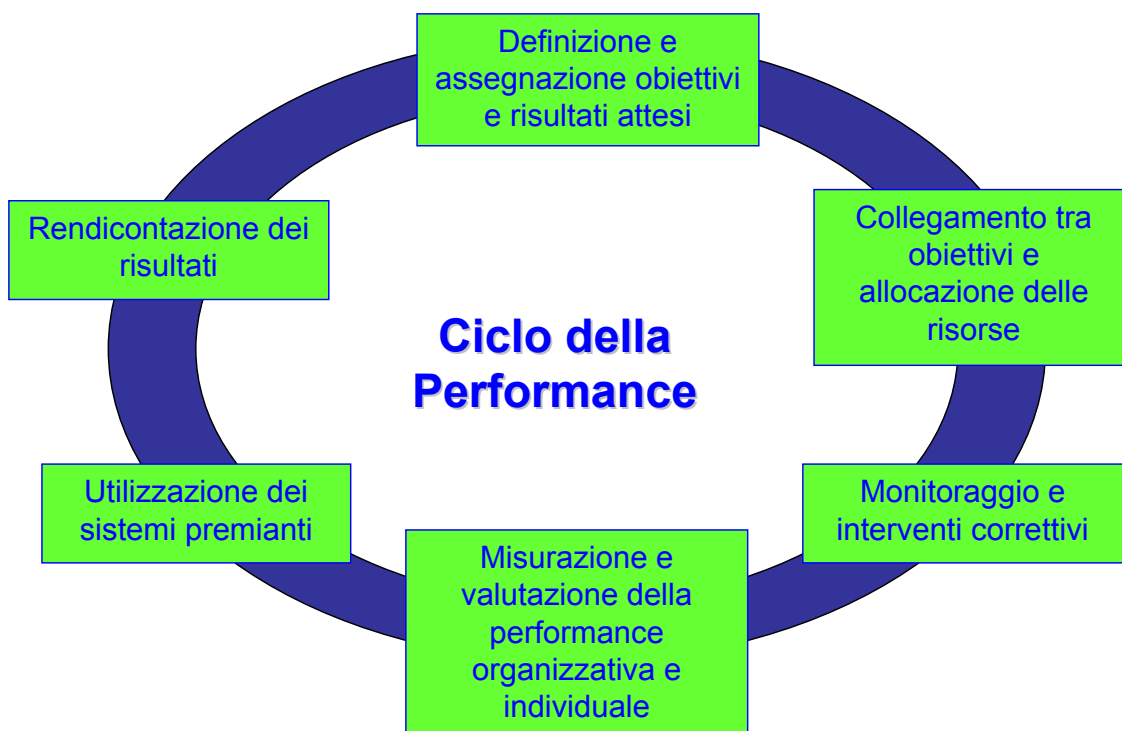 Definizione e
assegnazione obiettivi
e risultati attesi
Collegamento tra
obiettivi e
allocazione delle
risorse
Monitoraggio e
interventi correttivi
Misurazione e
valutazione della
performance
organizzativa e
individuale
Utilizzazione dei
sistemi premianti
Rendicontazione dei
risultati
Ciclo della
Performance